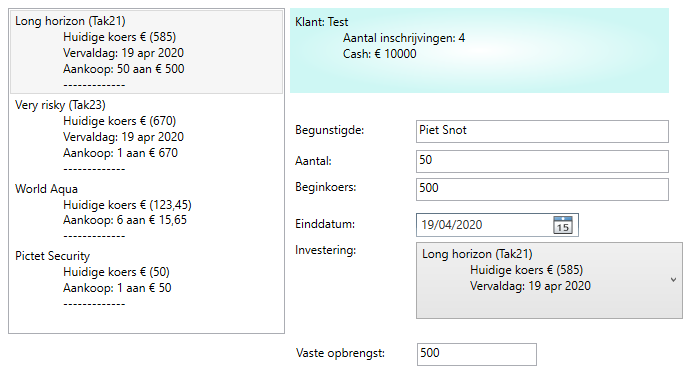 Long horizon (Tak21)
Huidige koers € (585)
Vervaldag: 19 apr 2020
Aankoop: 50 aan € 500
-------------
Very risky (Tak23)
Huidige koers € (670)
Vervaldag: 19 apr 2020
Aankoop: 1 aan € 670
-------------
World Aqua
Huidige koers € (123,45)
Aankoop: 6 aan € 15,65
-------------
Pictet Security
Huidige koers € (50)
Aankoop: 1 aan € 50
-------------
Klant: Test
Aantal inschrijvingen: 4
Cash: € 10000
Begunstigde: Piet Snot
Aantal: 50
Beginkoers: 500
Einddatum: 19/04/2020 15
Investering: Long horizon (Tak21)
Huidige koers € (585)
Vervaldag: 19 apr 2020
Vaste opbrengst: 500